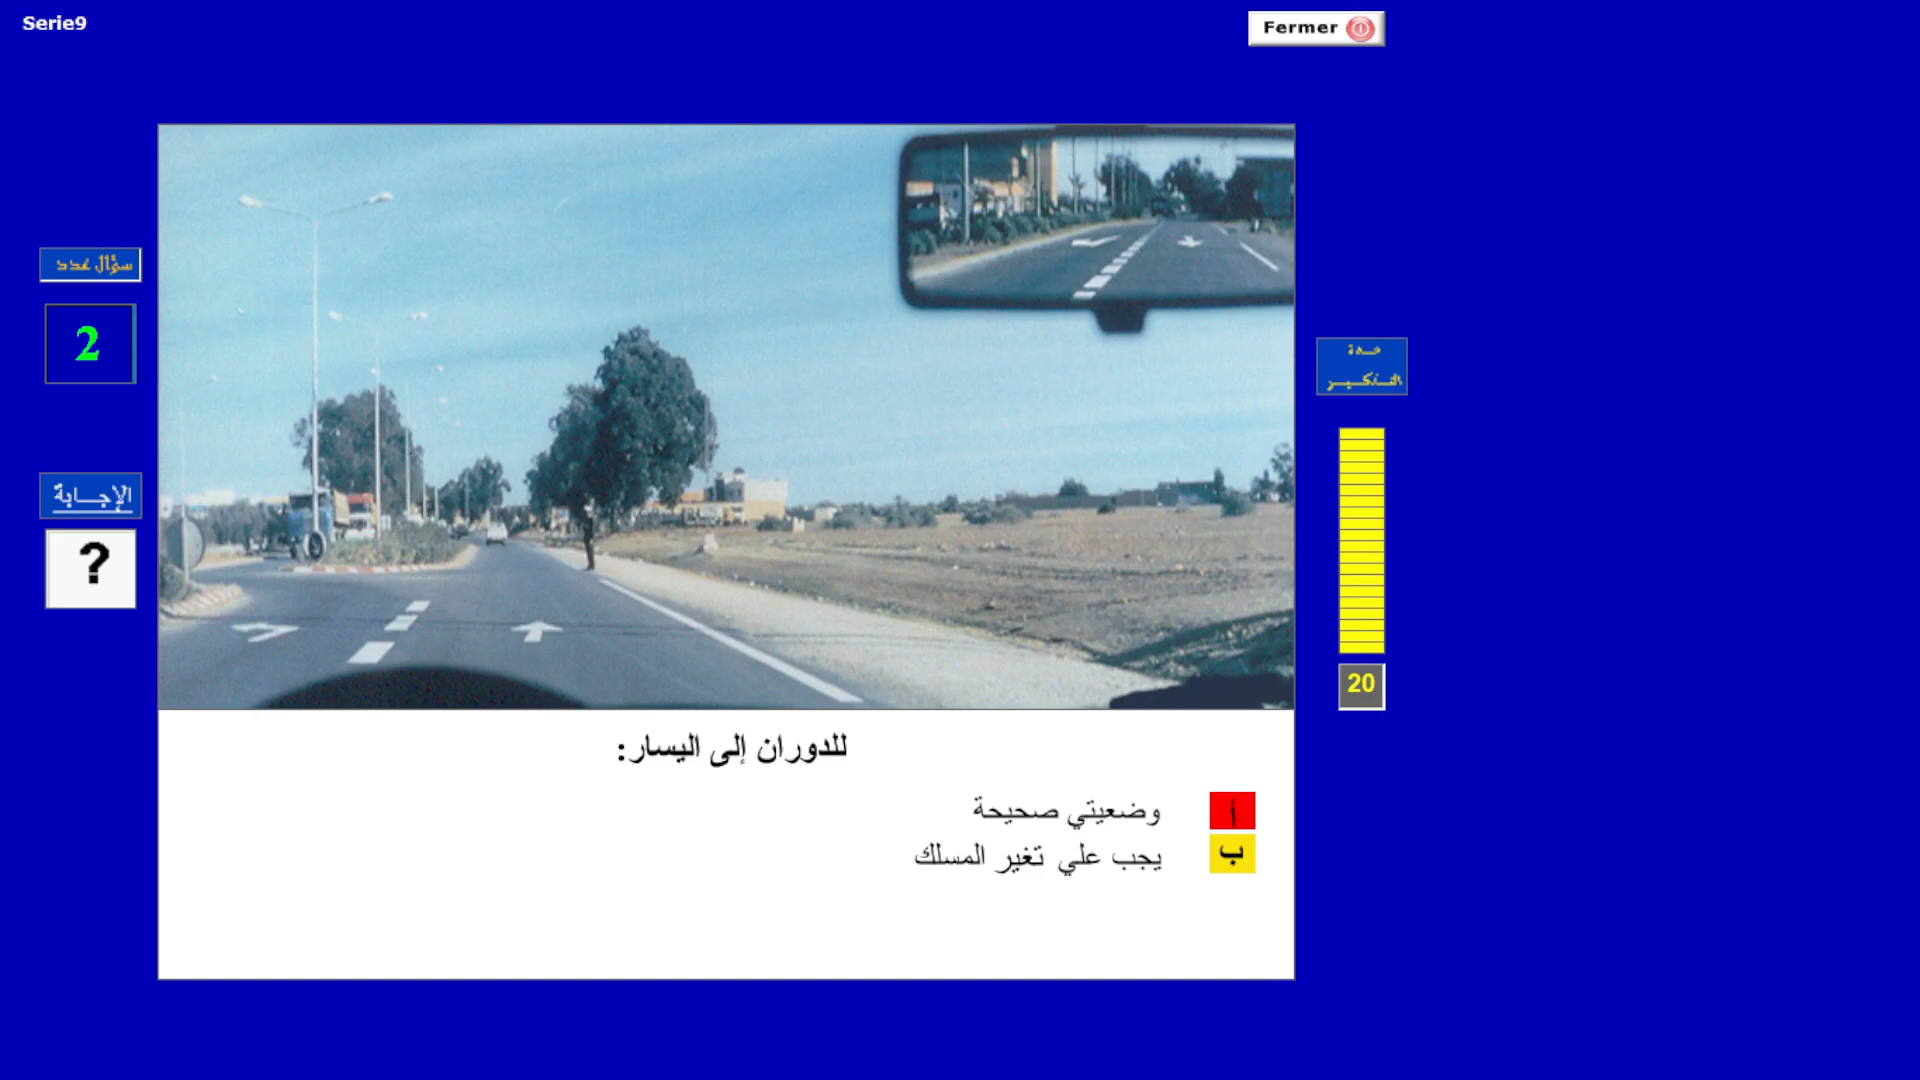 Serie9
Fermer
سؤال عدد
2
الإجابة
?
مدة
التفكير
20
للدوران إلى اليسار:
أ وضعيتي صحيحة
ب يجب علي تغير المسلك